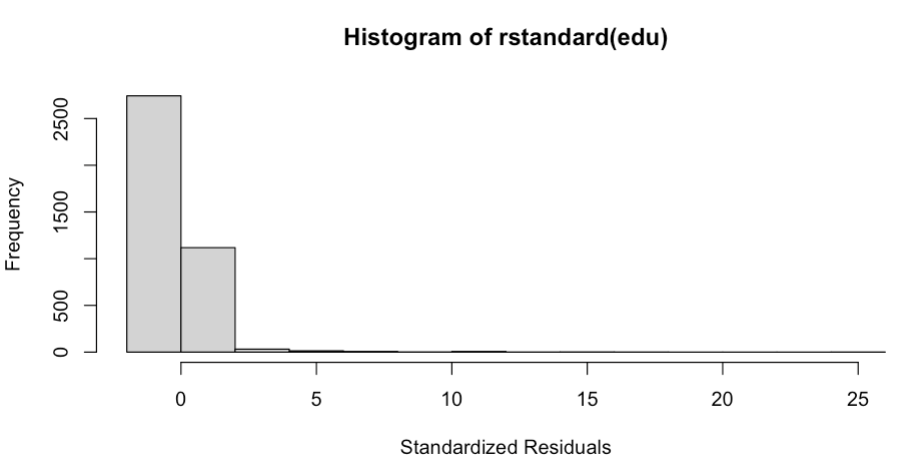 Histogram of rstandard(edu)
Frequency
2500
1500
500
0
0 5 10 15 20 25
Standardized Residuals